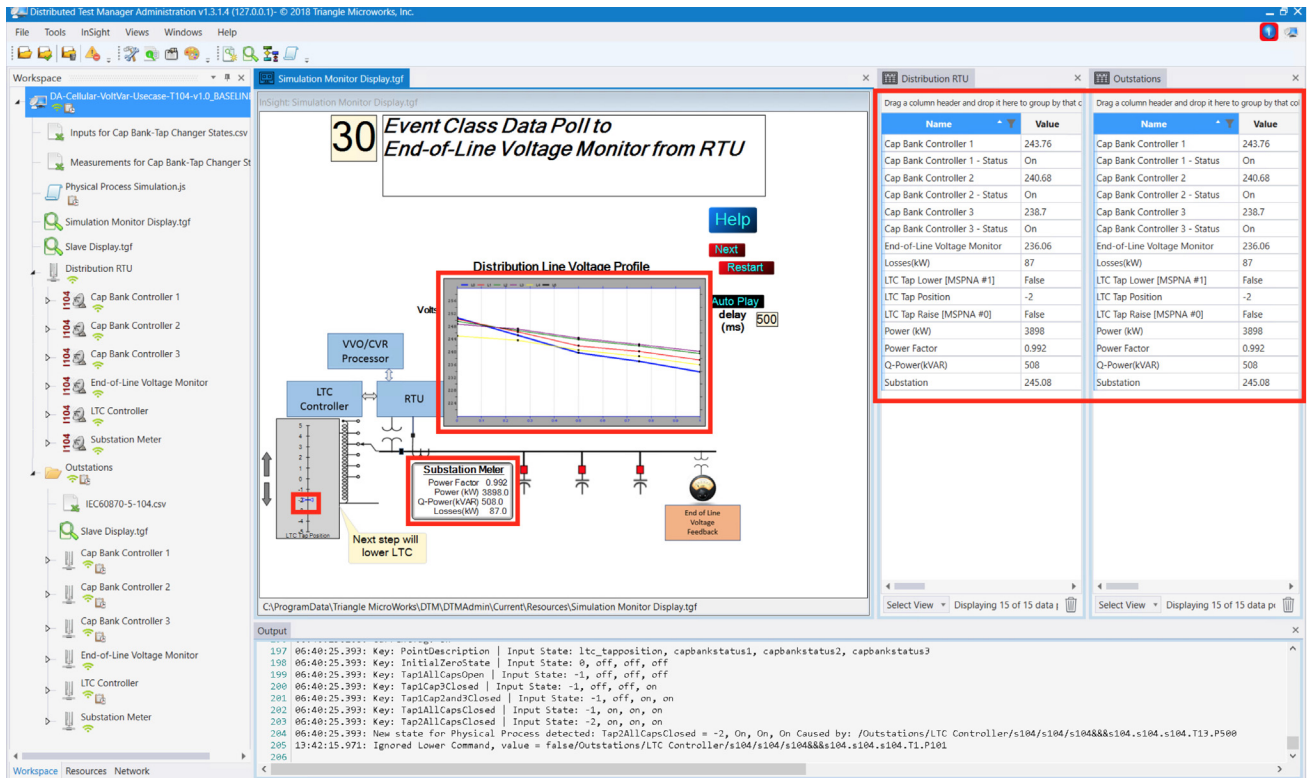 Distributed Test Manager Administration v1.3.1.4 (127.0.0.1)- © 2018 Triangle Microworks, Inc.
File Tools InSight Views Windows Help
Workspace
DA-Cellular-VoltVar-Usecase-T104-v1.0_BASELINE
Inputs for Cap Bank-Tap Changer States.csv
Measurements for Cap Bank-Tap Changer St
Physical Process Simulation.js
Simulation Monitor Display.tgf
Slave Display.tgf
Distribution RTU
I104 Cap Bank Controller 1
I104 Cap Bank Controller 2
I104 Cap Bank Controller 3
I104 End-of-Line Voltage Monitor
I104 LTC Controller
I104 Substation Meter
Outstations
IEC60870-5-104.csv
Slave Display.tgf
Cap Bank Controller 1
Cap Bank Controller 2
Cap Bank Controller 3
End-of-Line Voltage Monitor
LTC Controller
Substation Meter
Workspace Resources Network
Simulation Monitor Display.tgf
InSight: Simulation Monitor Display.tgf
30
Event Class Data Poll to
End-of-Line Voltage Monitor from RTU
Help
Next
Restart
Auto Play
delay
(ms)
500
Distribution Line Voltage Profile
Volts
VVO/CVR
Processor
LTC
Controller
RTU
5
4
3
2
1
0
-1
-2
-4
-5
LTC Tap Position
Substation Meter
Power Factor 0.992
Power (kW) 3898.0
Q-Power(kVAR) 508.0
Losses(kW) 87.0
Next step will
lower LTC
End of Line
Voltage
Feedback
C:\ProgramData\Triangle MicroWorks\DTM\DTMAdmin\Current\Resources\Simulation Monitor Display.tgf
Distribution RTU
Drag a column header and drop it here to group by that c
Name Value
Cap Bank Controller 1 243.76
Cap Bank Controller 1 - Status On
Cap Bank Controller 2 240.68
Cap Bank Controller 2 - Status On
Cap Bank Controller 3 238.7
Cap Bank Controller 3 - Status On
End-of-Line Voltage Monitor 236.06
Losses(kW) 87
LTC Tap Lower [MSPNA #1] False
LTC Tap Position -2
LTC Tap Raise [MSPNA #0] False
Power (kW) 3898
Power Factor 0.992
Q-Power(kVAR) 508
Substation 245.08
Select View Displaying 15 of 15 data p
Outstations
Drag a column header and drop it here to group by that col
Name Value
Cap Bank Controller 1 243.76
Cap Bank Controller 1 - Status On
Cap Bank Controller 2 240.68
Cap Bank Controller 2 - Status On
Cap Bank Controller 3 238.7
Cap Bank Controller 3 - Status On
End-of-Line Voltage Monitor 236.06
Losses(kW) 87
LTC Tap Lower [MSPNA #1] False
LTC Tap Position -2
LTC Tap Raise [MSPNA #0] False
Power (kW) 3898
Power Factor 0.992
Q-Power(kVAR) 508
Substation 245.08
Select View Displaying 15 of 15 data po
Output
197 06:40:25.393: Key: PointDescription | Input State: ltc_tapposition, capbankstatus1, capbankstatus2, capbankstatus3
198 06:40:25.393: Key: InitialZeroState | Input State: 0, off, off, off
199 06:40:25.393: Key: Tap1AllCapsOpen | Input State: -1, off, off, off
200 06:40:25.393: Key: Tap1Cap3Closed | Input State: -1, off, off, on
201 06:40:25.393: Key: Tap1Cap2and3Closed | Input State: -1, off, on, on
202 06:40:25.393: Key: Tap1AllCapsClosed | Input State: -1, on, on, on
203 06:40:25.393: Key: Tap2AllCapsClosed | Input State: -2, on, on, on
204 06:40:25.393: New state for Physical Process detected: Tap2AllCapsClosed = -2, On, On, On Caused by: /Outstations/LTC Controller/s104/s104/s104&&&s104.s104.s104.T13.P500
205 13:42:15.971: Ignored Lower Command, value = false/Outstations/LTC Controller/s104/s104/s104&&&s104.s104.s104.T1.P101
206